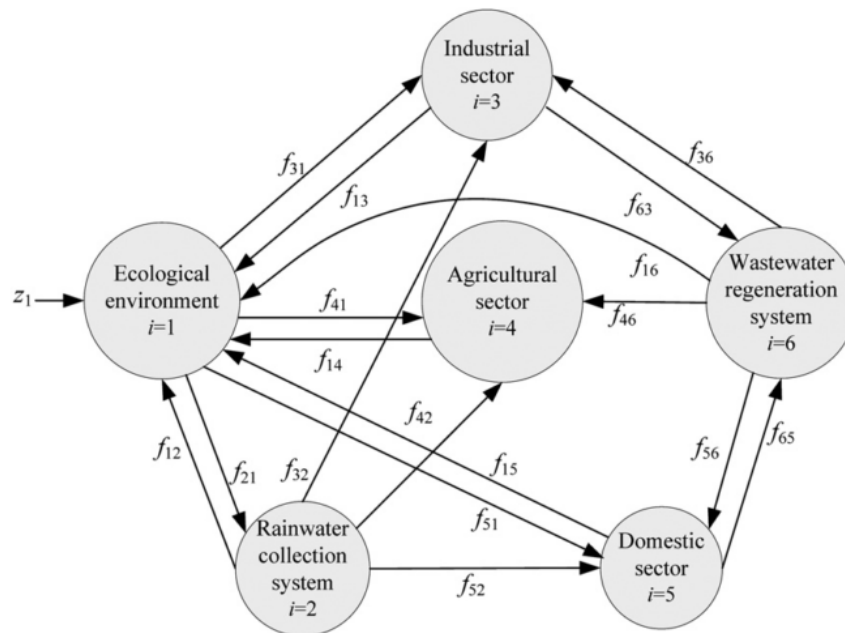 Industrial
sector
i=3
f31
f13
f36
f63
f16
Ecological
environment
i=1
z1
f41
f14
Agricultural
sector
i=4
f46
Wastewater
regeneration
system
i=6
f12
f21
f32
f42
f15
f51
f56
f65
Rainwater
collection
system
i=2
f52
Domestic
sector
i=5